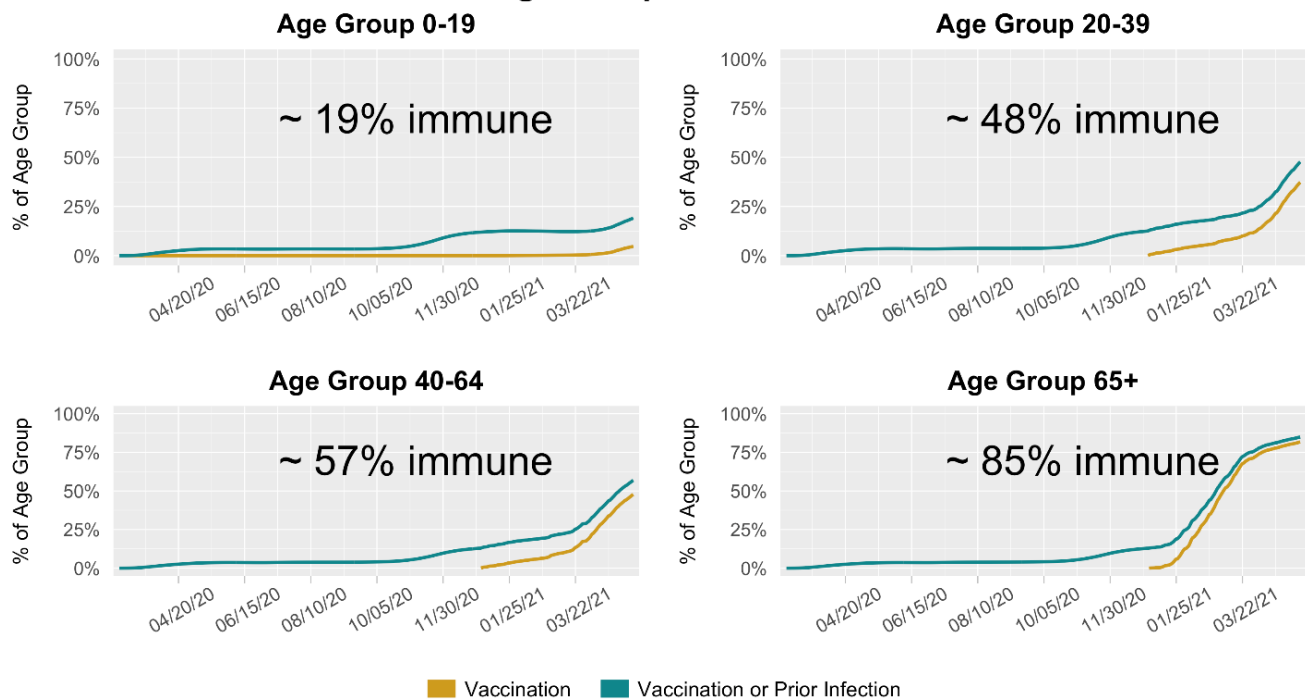 Age Group 0-19
100%
75%
50%
25%
0%
% of Age Group
~ 19% immune
04/20/20 06/15/20 08/10/20 10/05/20 11/30/20 01/25/21 03/22/21
Age Group 20-39
100%
75%
50%
25%
0%
% of Age Group
~ 48% immune
04/20/20 06/15/20 08/10/20 10/05/20 11/30/20 01/25/21 03/22/21
Age Group 40-64
100%
75%
50%
25%
0%
% of Age Group
~ 57% immune
04/20/20 06/15/20 08/10/20 10/05/20 11/30/20 01/25/21 03/22/21
Age Group 65+
100%
75%
50%
25%
0%
% of Age Group
~ 85% immune
04/20/20 06/15/20 08/10/20 10/05/20 11/30/20 01/25/21 03/22/21
Vaccination Vaccination or Prior Infection